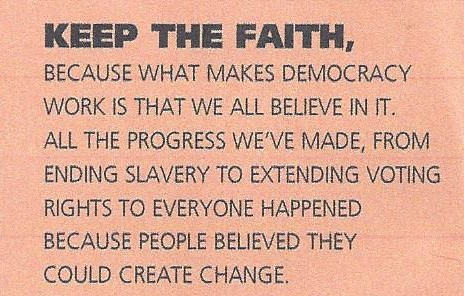 KEEP THE FAITH,
BECAUSE WHAT MAKES DEMOCRACY
WORK IS THAT WE ALL BELIEVE IN IT.
ALL THE PROGRESS WE'VE MADE, FROM
ENDING SLAVERY TO EXTENDING VOTING
RIGHTS TO EVERYONE HAPPENED
BECAUSE PEOPLE BELIEVED THEY
COULD CREATE CHANGE.